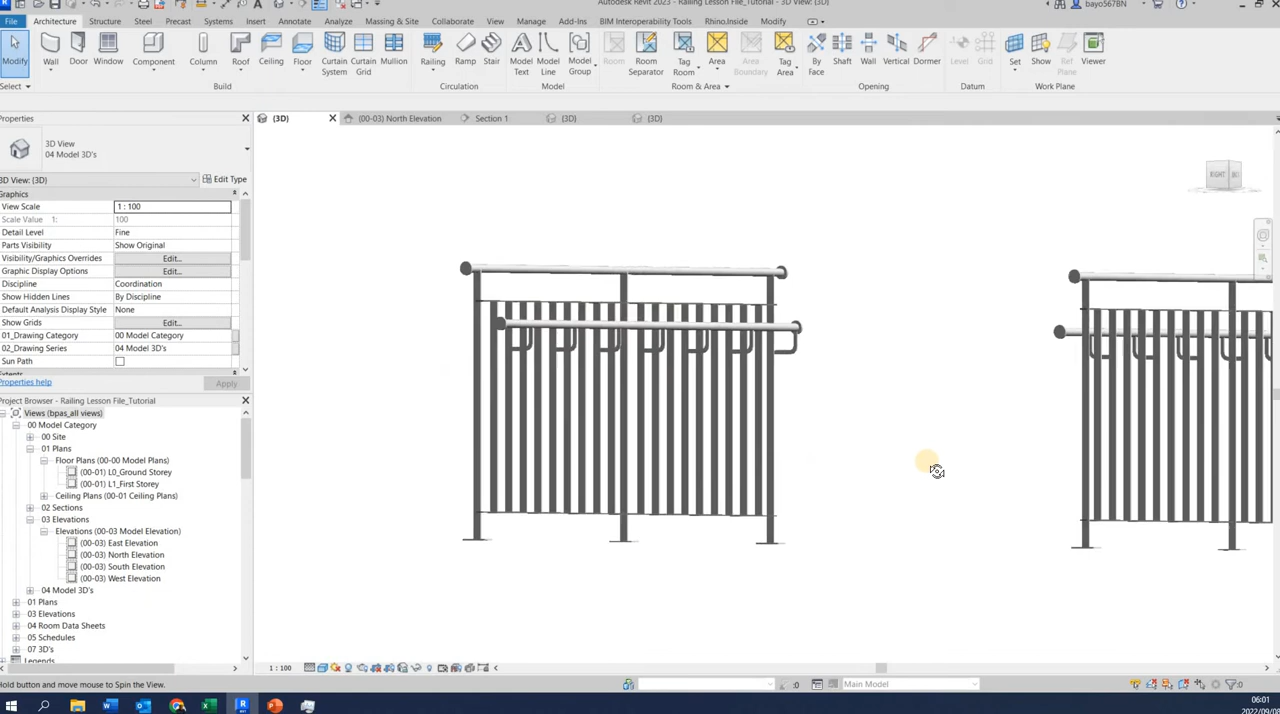 Autodesk Revit 2023 - Railing Lesson File_Tutorial - 3D View: {3D}
bayo567BN
File Architecture Structure Steel Precast Systems Insert Annotate Analyze Massing & Site Collaborate View Manage Add-Ins BIM Interoperability Tools Rhino.Inside Modify
Modify Wall Door Window Component Column Roof Ceiling Floor Curtain System Curtain Grid Mullion Railing Ramp Stair Model Text Model Line Model Group Room Room Separator Tag Room Area Area Boundary Tag Area By Face Shaft Wall Vertical Dormer Level Grid Set Show Ref Plane Viewer
Select Build Circulation Model Room & Area Opening Datum Work Plane
Properties
{3D} (00-03) North Elevation Section 1 {3D} {3D}
3D View
04 Model 3D's
3D View: {3D} Edit Type
Graphics
View Scale 1 : 100
Scale Value 1: 100
Detail Level Fine
Parts Visibility Show Original
Visibility/Graphics Overrides Edit...
Graphic Display Options Edit...
Discipline Coordination
Show Hidden Lines By Discipline
Default Analysis Display Style None
Show Grids Edit...
01_Drawing Category 00 Model Category
02_Drawing Series 04 Model 3D's
Sun Path
Extents
Properties help Apply
Project Browser - Railing Lesson File_Tutorial
Views (bpas_all views)
00 Model Category
00 Site
01 Plans
Floor Plans (00-00 Model Plans)
(00-01) L0_Ground Storey
(00-01) L1_First Storey
Ceiling Plans (00-01 Ceiling Plans)
02 Sections
03 Elevations
Elevations (00-03 Model Elevation)
(00-03) East Elevation
(00-03) North Elevation
(00-03) South Elevation
(00-03) West Elevation
04 Model 3D's
01 Plans
03 Elevations
04 Room Data Sheets
05 Schedules
07 3D's
Legends
RIGHT
1 : 100
Hold button and move mouse to Spin the View.
:0 Main Model :0
06:01
2022/09/08